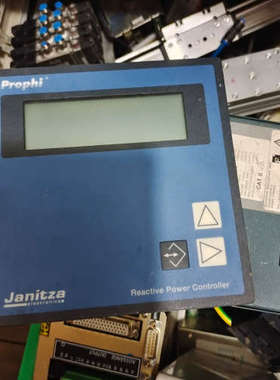 Prophi
Janitza
electronics
Reactive Power Controller